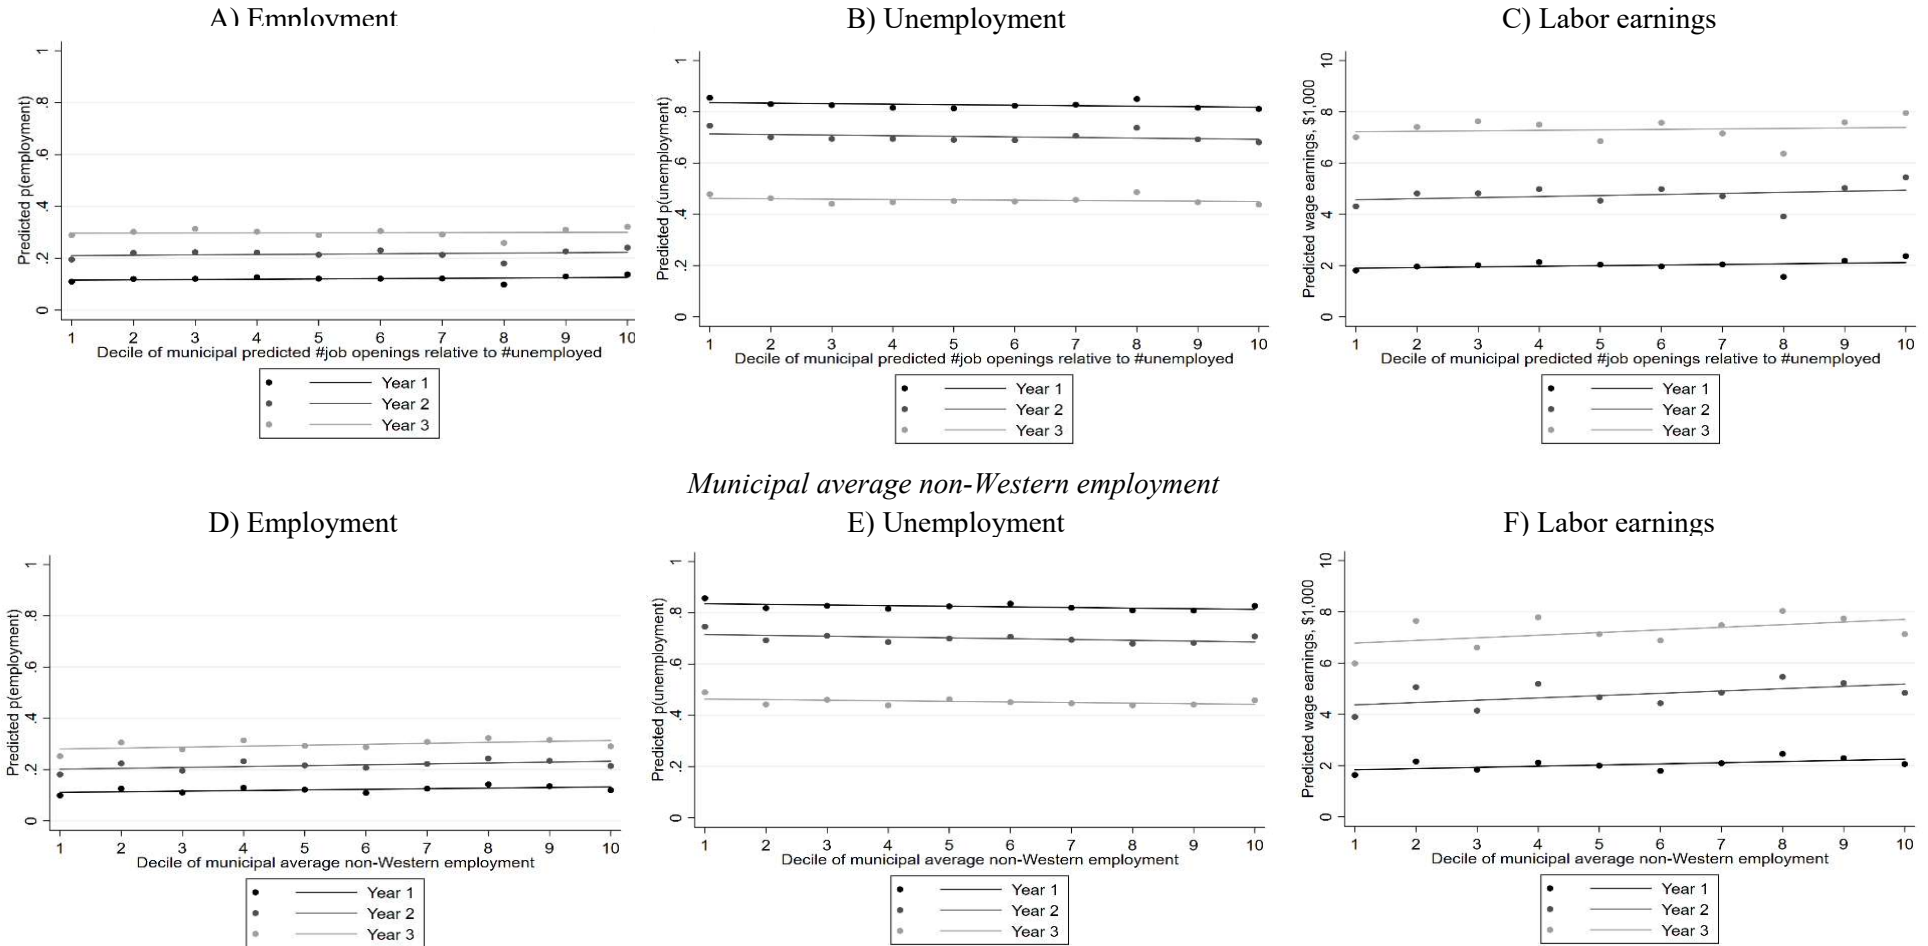 A) Employment
B) Unemployment
C) Labor earnings
Predicted p(employment)
0 .2 .4 .6 .8 1
1 2 3 4 5 6 7 8 9 10
Decile of municipal predicted #job openings relative to #unemployed
Year 1
Year 2
Year 3
Predicted p(unemployment)
0 .2 .4 .6 .8 1
1 2 3 4 5 6 7 8 9 10
Decile of municipal predicted #job openings relative to #unemployed
Year 1
Year 2
Year 3
Predicted wage earnings, $1,000
0 2 4 6 8 10
1 2 3 4 5 6 7 8 9 10
Decile of municipal predicted #job openings relative to #unemployed
Year 1
Year 2
Year 3
Municipal average non-Western employment
D) Employment
E) Unemployment
F) Labor earnings
Predicted p(employment)
0 .2 .4 .6 .8 1
1 2 3 4 5 6 7 8 9 10
Decile of municipal average non-Western employment
Year 1
Year 2
Year 3
Predicted p(unemployment)
0 .2 .4 .6 .8 1
1 2 3 4 5 6 7 8 9 10
Decile of municipal average non-Western employment
Year 1
Year 2
Year 3
Predicted wage earnings, $1,000
0 2 4 6 8 10
1 2 3 4 5 6 7 8 9 10
Decile of municipal average non-Western employment
Year 1
Year 2
Year 3